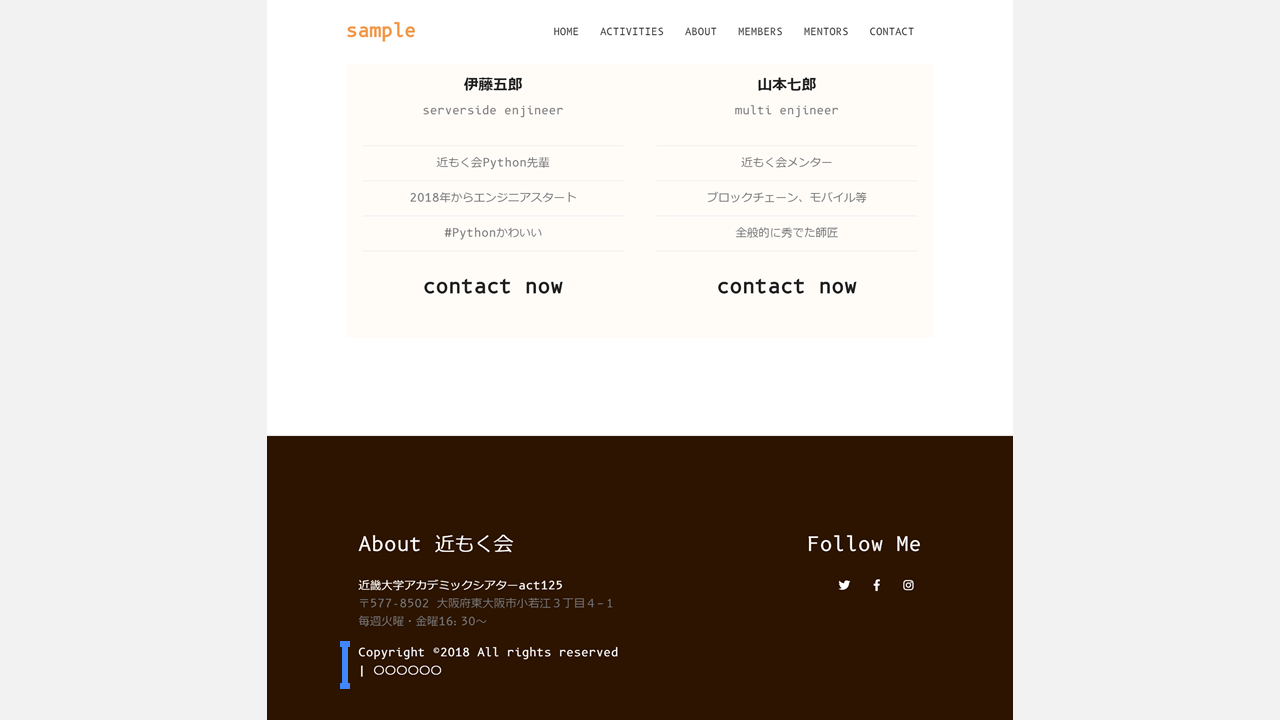 sample
HOME ACTIVITIES ABOUT MEMBERS MENTORS CONTACT
伊藤五郎
serverside enjineer
近もく会Python先輩
2018年からエンジニアスタート
#Pythonかわいい
contact now
山本七郎
multi enjineer
近もく会メンター
ブロックチェーン、モバイル等
全般的に秀でた師匠
contact now
About 近もく会
近畿大学アカデミックシアターact125
〒577-8502 大阪府東大阪市小若江３丁目４−１
毎週火曜・金曜16:30〜
Copyright ©2018 All rights reserved
| 〇〇〇〇〇〇
Follow Me